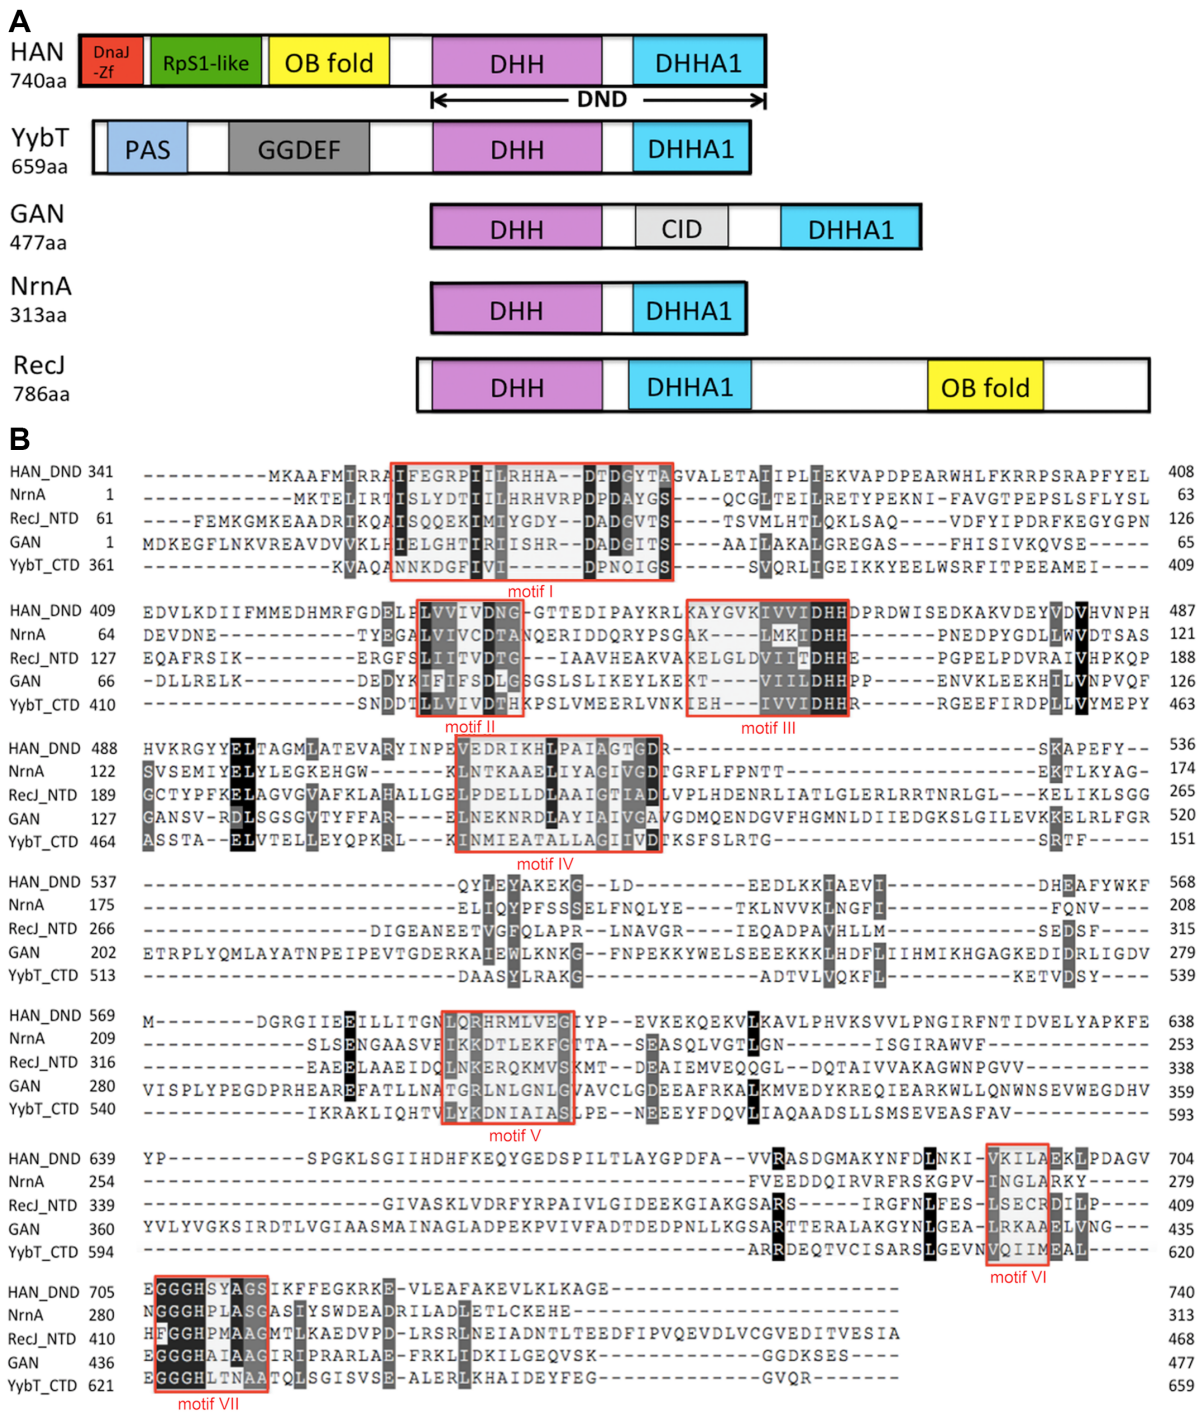 A
HAN
740aa
DnaJ
-Zf
RpS1-like
OB fold
DHH
DHHA1
DND
YybT
659aa
PAS
GGDEF
DHH
DHHA1
GAN
477aa
DHH
CID
DHHA1
NrnA
313aa
DHH
DHHA1
RecJ
786aa
DHH
DHHA1
OB fold
B
HAN_DND 341 ----------MKAAFMIRRAIFEGRPIILRHHA--DTDGYTAGVALETAIIPLIEKVAPDPEARWHLFKRRPSRAPFYEL 408
NrnA 1 ------------MKTELIRTISLYDTIILHRHVRPDPDAYGS----QCGLTEILRETYPEKNI-FAVGTPEPSLSFLYSL 63
RecJ_NTD 61 ----FEMKGMKEAADRIKQAISQQEKIMIYGDY--DADGVTS----TSVMLHTLQKLSAQ----VDFYIPDRFKEGYGPN 126
GAN 1 MDKEGFLNKVREAVDVVKLHIELGHTIRIISHR--DADGITS----AAILAKALGREGAS---FHISIVKQVSE------ 65
YybT_CTD 361 ---------------KVAQANNKDGFIVI------DPNQIGS----SVQRLIGEIKKYEELWSRFITPEEAMEI------
motif I
HAN_DND 409 EDVLKDIIFMMEDHMRFGDELPLVVIVDNG-GTTEDIPAYKRLKAYGVKIVVIDHHDPRDWISEDKAKVDEYVDVHVNPH 487
NrnA 64 DEVDNE-----------TYEGALVIVCDTANQERIDDQRYPSGAK----LMKIDHH-----PNEDPYGDLLWVDTSAS 121
RecJ_NTD 127 EQAFRSIK---------ERGFSLIITVDTG---IAAVHEAKVAKELGLDVIITDHHE-----PGPELPDVRAIVHPKQP 188
GAN 66 -DLLRELK---------DEDYKIFIFSDLGSGSLSLIKEYLKEKT----VIILDHHP-----ENVKLEEKHILVNPVQF 126
YybT_CTD 410 -----------------SNDDTLLVIVDTHKPSLVMEERLVNKIEH---IVVIDHHR-----RGEEFIRDPLLVYMEPY 463
motif II
motif III
HAN_DND 488 HVKRGYYELTAGMLATEVARYINPEVEDRIKHLPAIAGTGDR-----------------------------SKAPEFY-- 536
NrnA 122 SVSEMIYELYLEGKEHGW-----KLNTKAAELIYAGIVGDTGRFLFPNTT--------------------EKTLKYAG- 174
RecJ_NTD 189 GCTYPFKELAGVGVAFKLAHALLGELPDELLDLAAIGTIADLVPLHDENRLIATLGLERLRRTNRLGL---KELIKLSGG 265
GAN 127 GANSV-RDLSGSGVTYFFAR---ELNEKNRDLAYIAIVGAVGDMQENDGVFHGMNLDIIEDGKSLGILEVKKELRLFGR 520
YybT_CTD 464 ASSTA-ELVTELLEYQPKRL---KINMIEATALLAGIIVDTKSFSLRTG---------------------SRTF----- 151
motif IV
HAN_DND 537 -------------------------QYLEYAKEKG--LD---------EEDLKKIAEVI------------DHEAFYWKF 568
NrnA 175 -------------------------ELIQYPFSSSELFNQLYE----TKLNVVKLNGFI-------------FQNV---- 208
RecJ_NTD 266 ------------------DIGEANEETVGFQLAPR--LNAVGR----IEQADPAVHLLM------------SEDSF---- 315
GAN 202 ETRPLYQMLAYATNPEIPEVTGDERKAIEWLKNKG--FNPEKKYWELSEEEKKKLHDFLIIHMIKHGAGKEDIDRLIGDV 279
YybT_CTD 513 -------------------------DAASYLRAKG--------------ADTVLVQKFL----------KETVDSY---- 539
HAN_DND 569 M--------DGRGIIEEILLITGNLQRHRMLVEGIYP--EVKEKQEKVLKAVLPHVKSVVLPNGIRFNTIDVELYAPKFE 638
NrnA 209 -------------SLSENGAASVFIKKDTLEKFGTTA--SEASQLVGTLGN-------ISGIRAWVF------------- 253
RecJ_NTD 316 -------------EAEELAAEIDQLNKERQKMVSKMT--DEAIEMVEQQGL--DQTAIVVAKAGWNPGVV---------- 338
GAN 280 VISPLYPEGDPRHEAREFATLLNATGRLNLGNLGVAVCLGDEEAFRKALKMVEDYKREQIEARKWLLQNWNSEVWEGDHV 359
YybT_CTD 540 -------------IKRAKLIQHTVLYKDNIAIASLPE--NEEEYFDQVLIAQAADSLLSMSEVEASFAV----------- 593
motif V
HAN_DND 639 YP-----------SPGKLSGIIHDHFKEQYGEDSPILTLAYGPDFA--VVRASDGMAKYNFDLNKI-VKILAEKLPDAGV 704
NrnA 254 ------------------------------------------------FVEEDDQIRVRFRSKGPV-INGLARKY----- 279
RecJ_NTD 339 -------------------GIVASKLVDRFYRPAIVLGIDEEKGIAKGSARS-----IRGFNLFES-LSECRDILP---- 409
GAN 360 YVLYVGKSIRDTLVGIAASMAINAGLADPEKPVIVFADTDEDPNLLKGSARTTERALAKGYNLGEA-LRKAAELVNG--- 435
YybT_CTD 594 ------------------------------------------------ARRDEQTVCISARSLGEVNVQIIMEAL----- 620
motif VI
HAN_DND 705 EGGGHSYAGSIKFFEGKRKE-VLEAFAKEVLKLKAGE----------------------- 740
NrnA 280 NGGGHPLASGASIYSWDEADRILADLETLCKEHE-------------------------- 313
RecJ_NTD 410 HFGGHPMAAGMTLKAEDVPD-LRSRLNEIADNTLTEEDFIPVQEVDLVCGVEDITVESIA 468
GAN 436 EGGGHAIAAGIRIPRARLAE-FRKLIDKILGEQVSK-------------GGDKSES---- 477
YybT_CTD 621 EGGGHLTNAATQLSGISVSE-ALERLKHAIDEYFEG-------------GVQR------- 659
motif VII